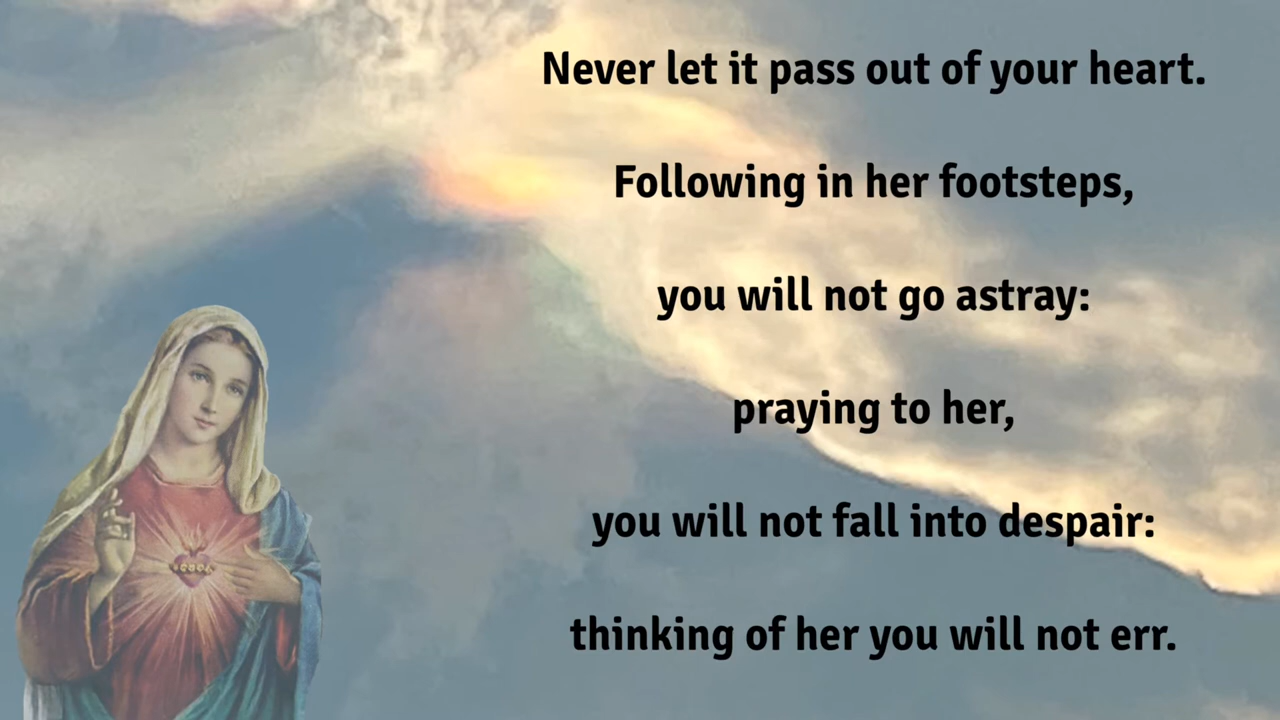 Never let it pass out of your heart.
Following in her footsteps,
you will not go astray:
praying to her,
you will not fall into despair:
thinking of her you will not err.